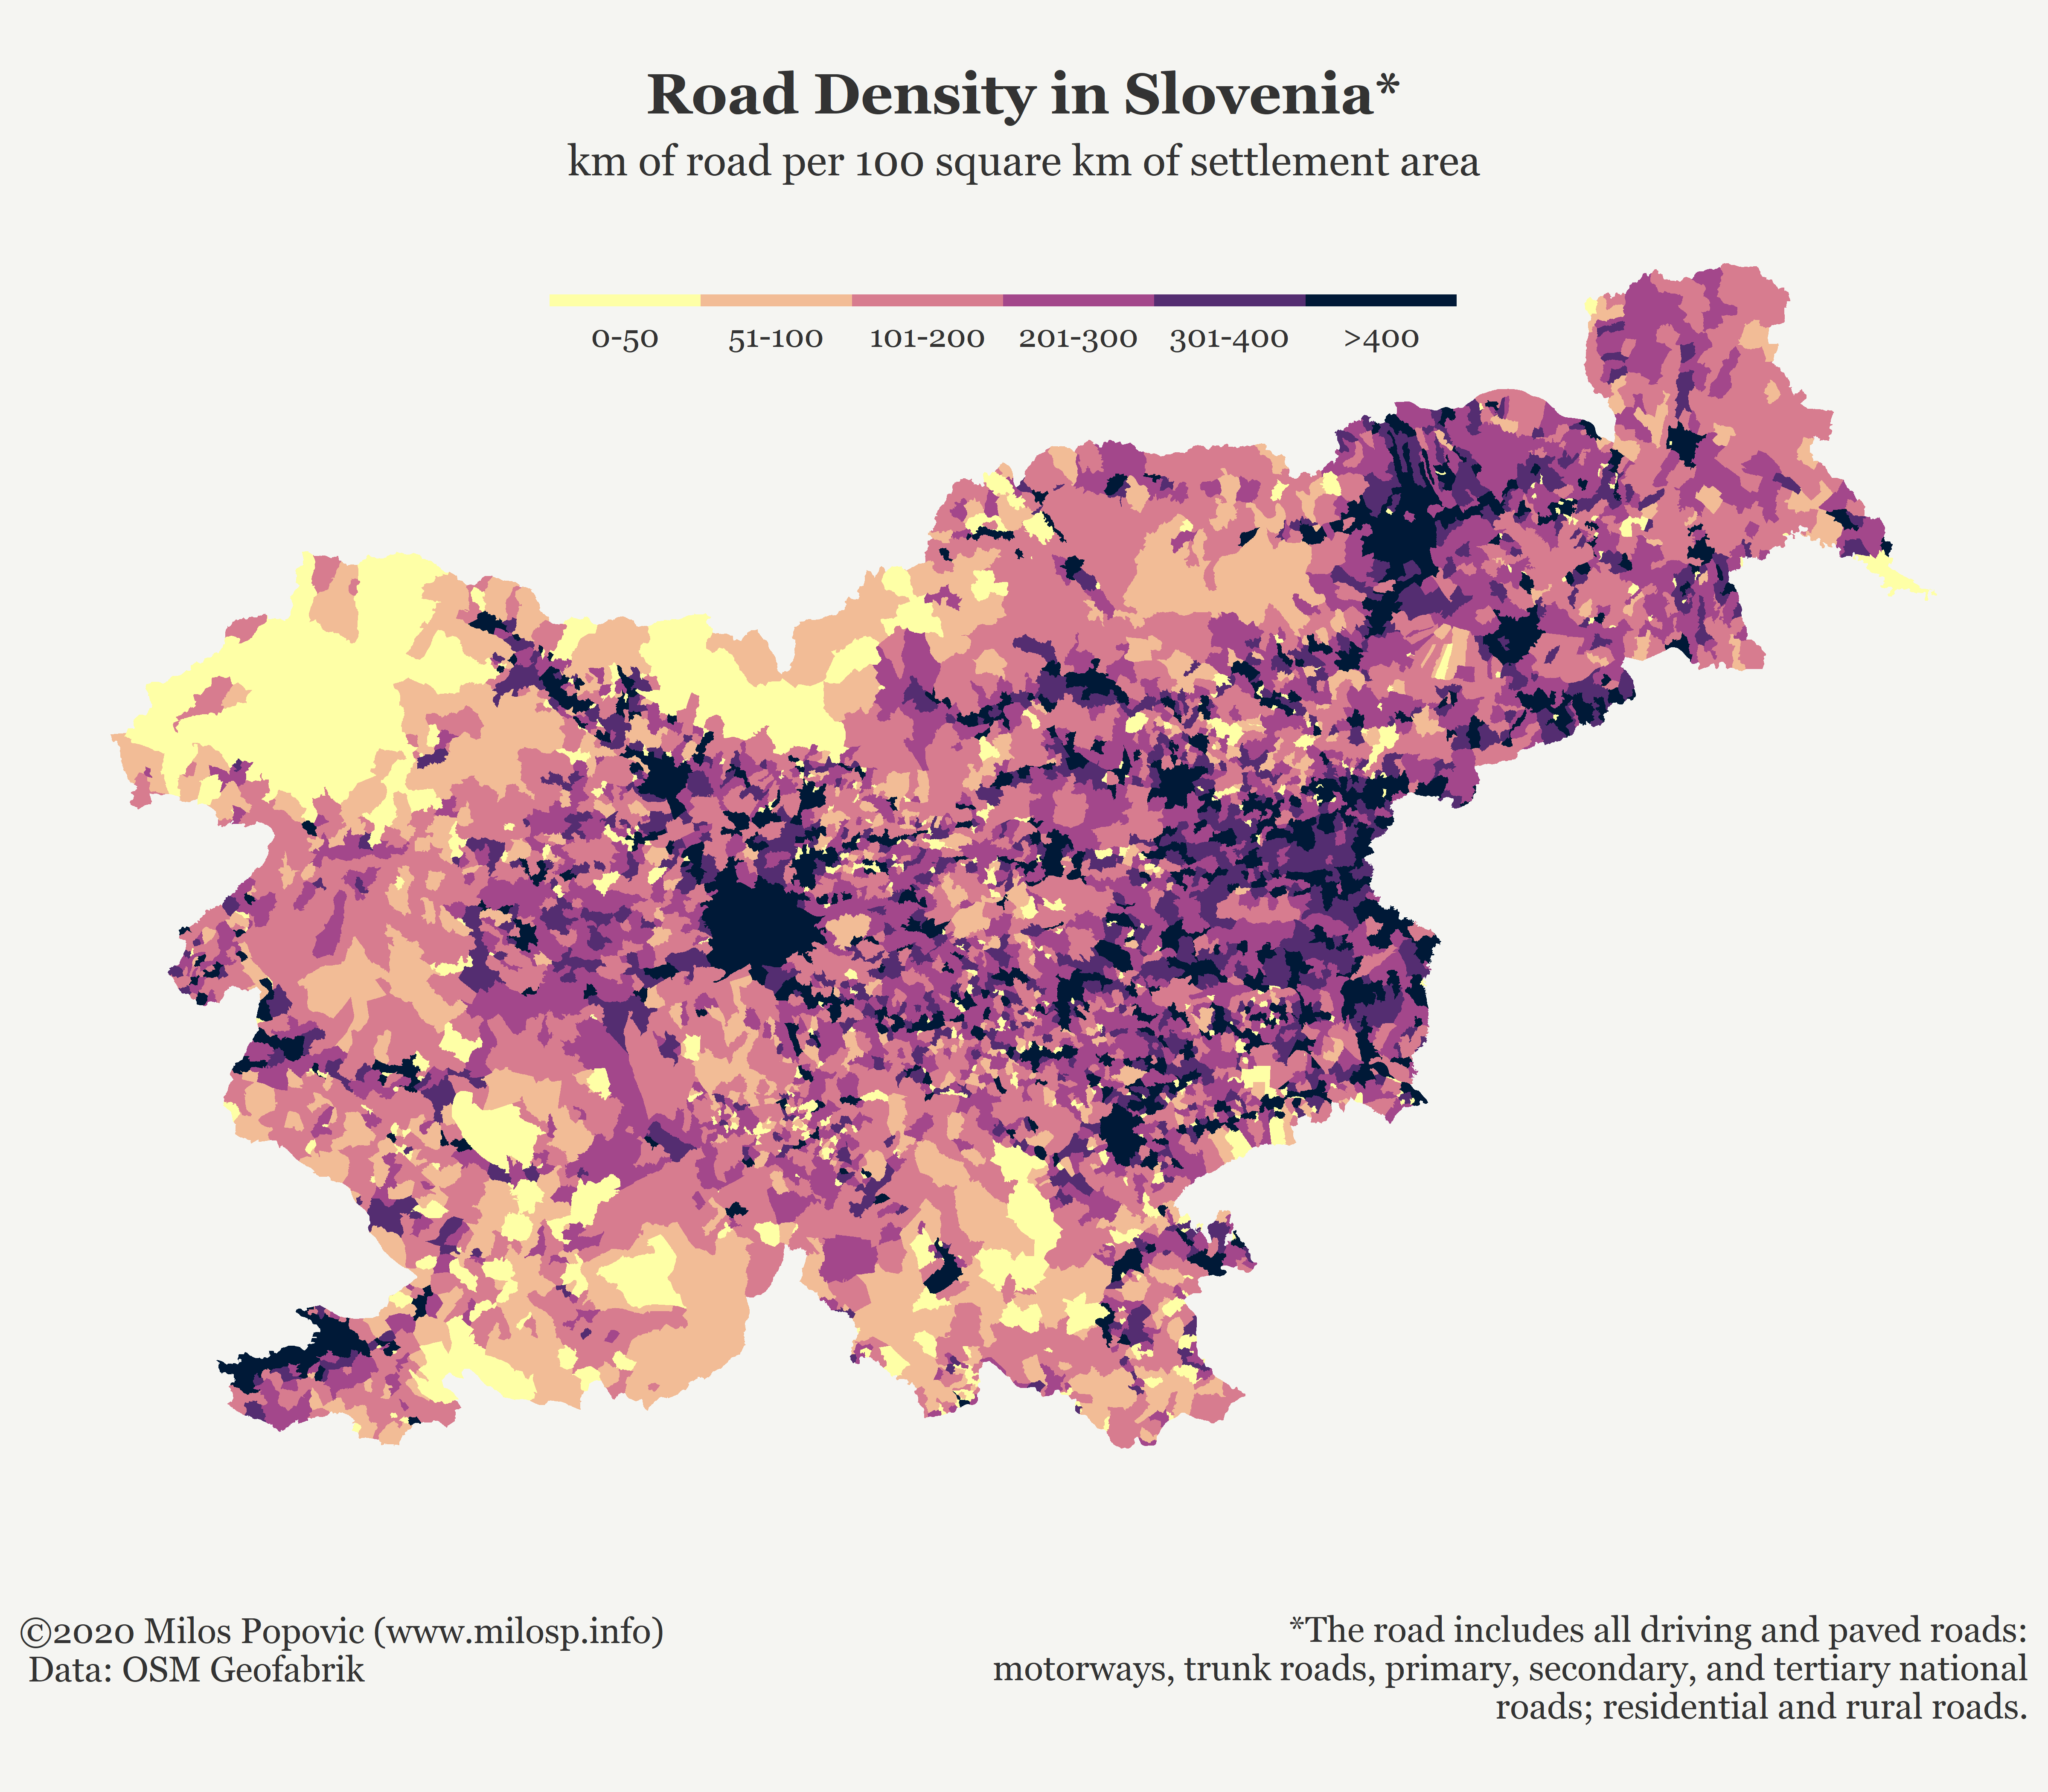 Road Density in Slovenia*
km of road per 100 square km of settlement area
0-50 51-100 101-200 201-300 301-400 >400
©2020 Milos Popovic (www.milosp.info)
Data: OSM Geofabrik
*The road includes all driving and paved roads:
motorways, trunk roads, primary, secondary, and tertiary national
roads; residential and rural roads.